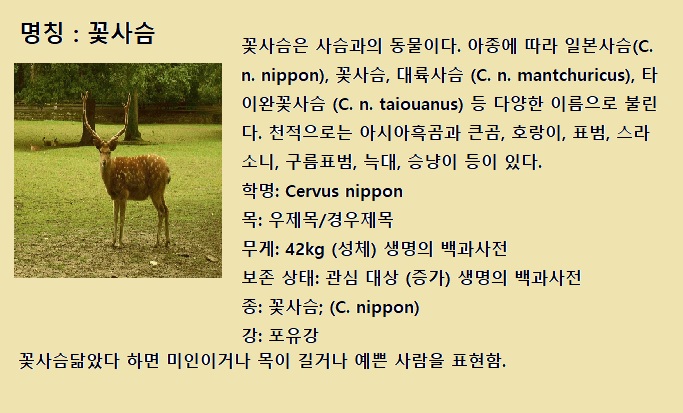 명칭 : 꽃사슴
꽃사슴은 사슴과의 동물이다. 아종에 따라 일본사슴(C.
n. nippon), 꽃사슴, 대륙사슴 (C. n. mantchuricus), 타
이완꽃사슴 (C. n. taiouanus) 등 다양한 이름으로 불린
다. 천적으로는 아시아흑곰과 큰곰, 호랑이, 표범, 스라
소니, 구름표범, 늑대, 승냥이 등이 있다.
학명: Cervus nippon
목: 우제목/경우제목
무게: 42kg (성체) 생명의 백과사전
보존 상태: 관심 대상 (증가) 생명의 백과사전
종: 꽃사슴; (C. nippon)
강: 포유강
꽃사슴닮았다 하면 미인이거나 목이 길거나 예쁜 사람을 표현함.